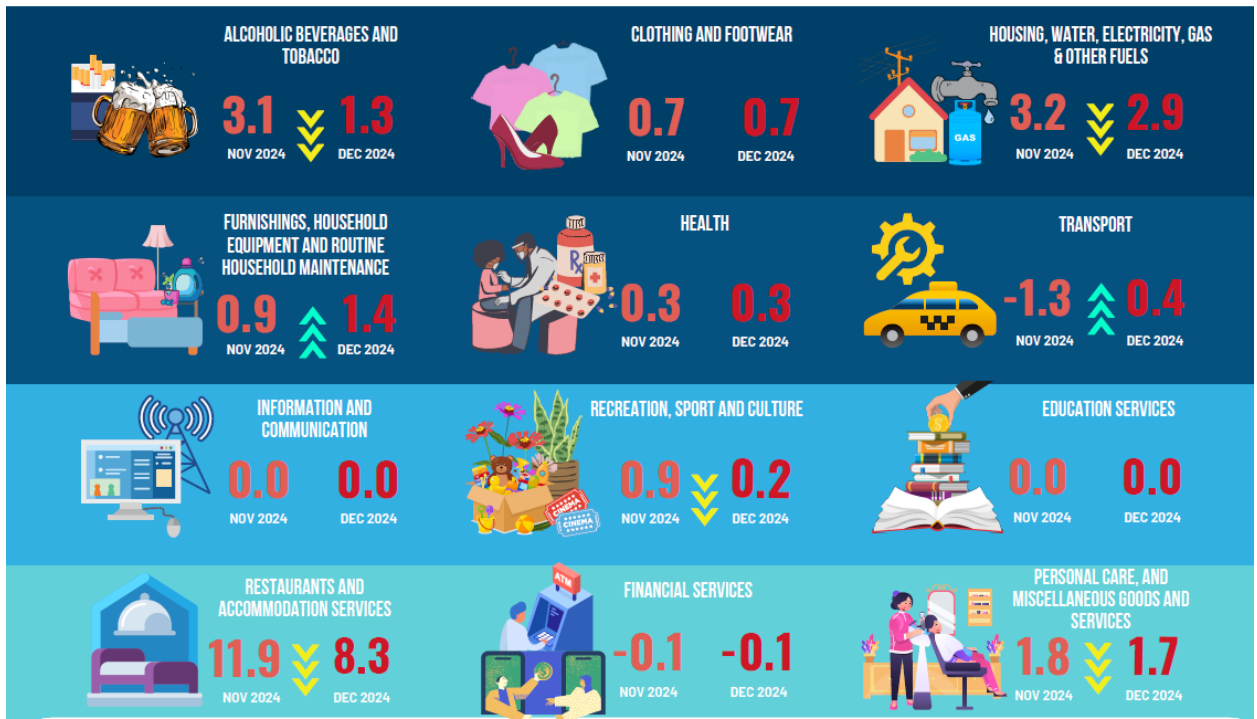 ALCOHOLIC BEVERAGES AND
TOBACCO
3.1 1.3
NOV 2024 DEC 2024
CLOTHING AND FOOTWEAR
0.7 0.7
NOV 2024 DEC 2024
HOUSING, WATER, ELECTRICITY, GAS
& OTHER FUELS
GAS
3.2 2.9
NOV 2024 DEC 2024
FURNISHINGS, HOUSEHOLD
EQUIPMENT AND ROUTINE
HOUSEHOLD MAINTENANCE
0.9 1.4
NOV 2024 DEC 2024
HEALTH
Rx
0.3 0.3
NOV 2024 DEC 2024
TRANSPORT
-1.3 0.4
NOV 2024 DEC 2024
INFORMATION AND
COMMUNICATION
0.0 0.0
NOV 2024 DEC 2024
RECREATION, SPORT AND CULTURE
CINEMA
CINEMA
0.9 0.2
NOV 2024 DEC 2024
EDUCATION SERVICES
0.0 0.0
NOV 2024 DEC 2024
RESTAURANTS AND
ACCOMMODATION SERVICES
11.9 8.3
NOV 2024 DEC 2024
ATM
FINANCIAL SERVICES
-0.1 -0.1
NOV 2024 DEC 2024
PERSONAL CARE, AND
MISCELLANEOUS GOODS AND
SERVICES
1.8 1.7
NOV 2024 DEC 2024